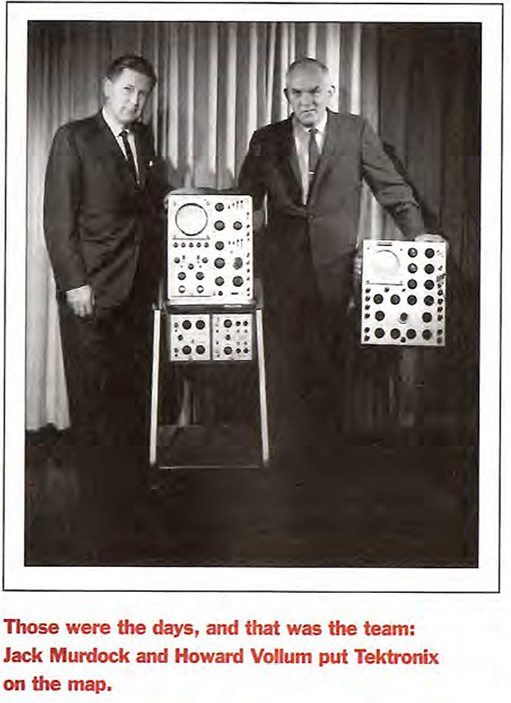 Those were the days, and that was the team:
Jack Murdock and Howard Vollum put Tektronix
on the map.